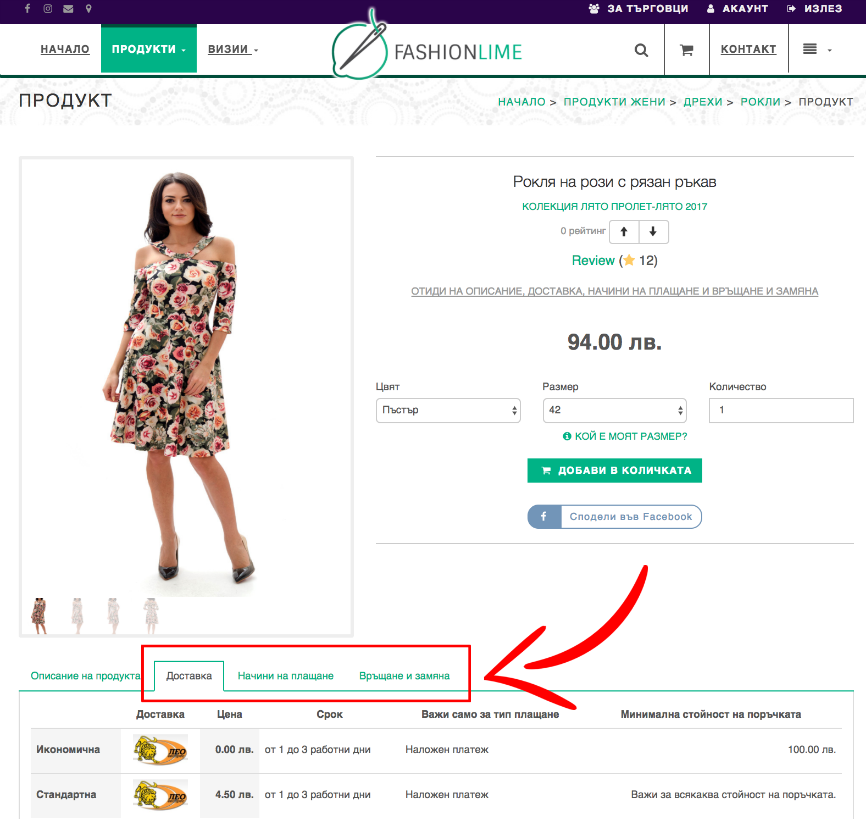 ЗА ТЪРГОВЦИ АКАУНТ ИЗЛЕЗ
НАЧАЛО ПРОДУКТИ ВИЗИИ FASHIONLIME КОНТАКТ
ПРОДУКТ
НАЧАЛО > ПРОДУКТИ ЖЕНИ > ДРЕХИ > РОКЛИ > ПРОДУКТ
Рокля на рози с рязан ръкав
КОЛЕКЦИЯ ЛЯТО ПРОЛЕТ-ЛЯТО 2017
0 рейтинг
Review (⭐ 12)
ОТИДИ НА ОПИСАНИЕ, ДОСТАВКА, НАЧИНИ НА ПЛАЩАНЕ И ВРЪЩАНЕ И ЗАМЯНА
94.00 лв.
Цвят Размер Количество
Пъстър 42 1
КОЙ Е МОЯТ РАЗМЕР?
ДОБАВИ В КОЛИЧКАТА
Сподели във Facebook
Описание на продукта Доставка Начини на плащане Връщане и замяна
Доставка Цена Срок Важи само за тип плащане Минимална стойност на поръчката
Икономична ЛЕО 0.00 лв. от 1 до 3 работни дни Наложен платеж 100.00 лв.
Стандартна ЛЕО 4.50 лв. от 1 до 3 работни дни Наложен платеж Важи за всякаква стойност на поръчката.